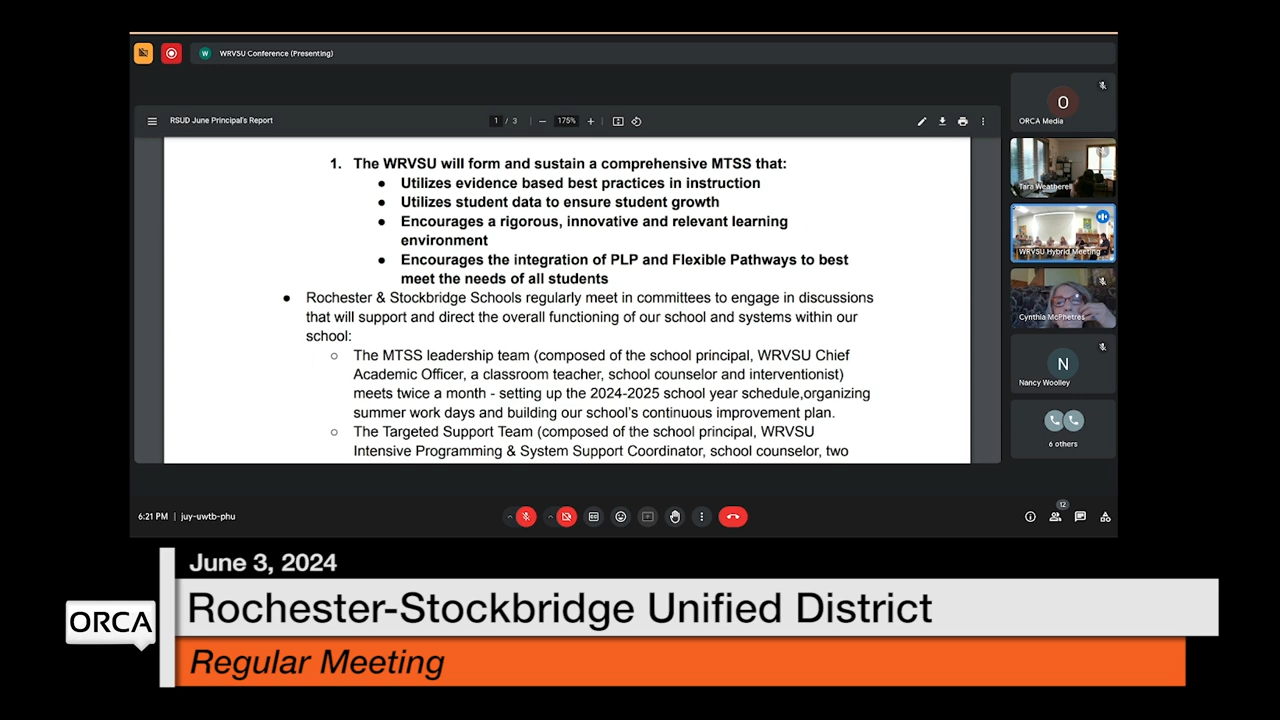 W WRVSU Conference (Presenting)
RSUD June Principal's Report
1 / 3 — 175% +
1. The WRVSU will form and sustain a comprehensive MTSS that:
● Utilizes evidence based best practices in instruction
● Utilizes student data to ensure student growth
● Encourages a rigorous, innovative and relevant learning
environment
● Encourages the integration of PLP and Flexible Pathways to best
meet the needs of all students
● Rochester & Stockbridge Schools regularly meet in committees to engage in discussions
that will support and direct the overall functioning of our school and systems within our
school:
○ The MTSS leadership team (composed of the school principal, WRVSU Chief
Academic Officer, a classroom teacher, school counselor and interventionist)
meets twice a month - setting up the 2024-2025 school year schedule,organizing
summer work days and building our school's continuous improvement plan.
○ The Targeted Support Team (composed of the school principal, WRVSU
Intensive Programming & System Support Coordinator, school counselor, two
O
ORCA Media
Tara Weatherell
WRVSU Hybrid Meeting
Cynthia McPhetres
N
Nancy Woolley
6 others
6:21 PM | juy-uwtb-phu
12
June 3, 2024
ORCA
Rochester-Stockbridge Unified District
Regular Meeting